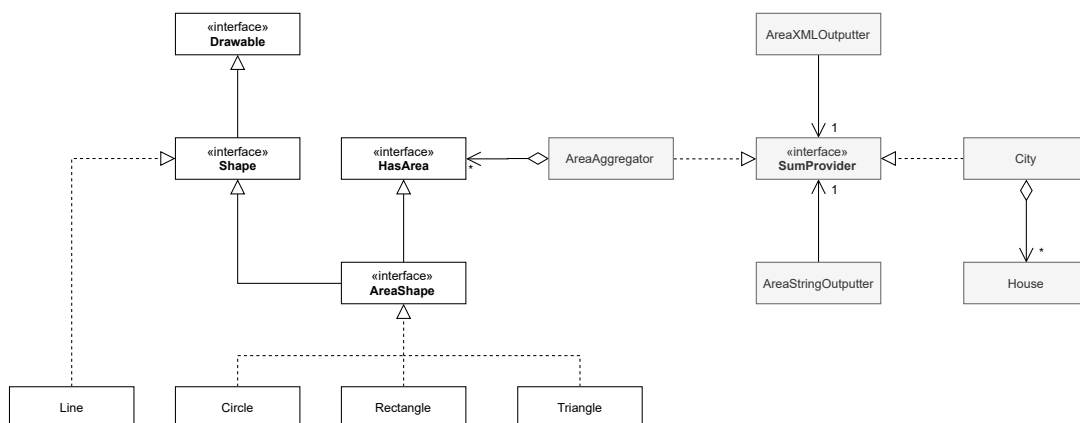 «interface»
Drawable
AreaXMLOutputter
1
«interface»
Shape
«interface»
HasArea
*
AreaAggregator
«interface»
SumProvider
City
1
*
«interface»
AreaShape
AreaStringOutputter
House
Line
Circle
Rectangle
Triangle